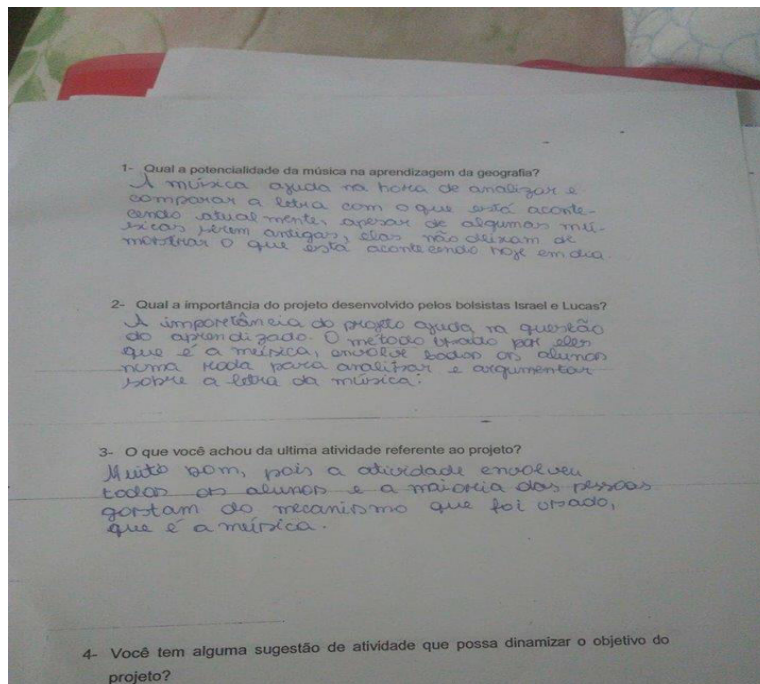 1- Qual a potencialidade da música na aprendizagem da geografia?
A música ajuda na hora de analizar e
comparar a letra com o que está aconte-
cendo atualmente, apesar de algumas mú-
sicas serem antigas, elas não deixam de
mostrar o que está acontecendo hoje em dia.
2- Qual a importância do projeto desenvolvido pelos bolsistas Israel e Lucas?
A importância do projeto ajuda na questão
do aprendizado. O metodo usado por eles
que é a música, envolve todos os alunos
numa roda para analizar e argumentar
sobre a letra da música.
3- O que você achou da ultima atividade referente ao projeto?
Muito bom, pois a atividade envolveu
todos os alunos e a maioria das pessoas
gostam do mecanismo que foi usado,
que é a música.
4- Você tem alguma sugestão de atividade que possa dinamizar o objetivo do
projeto?